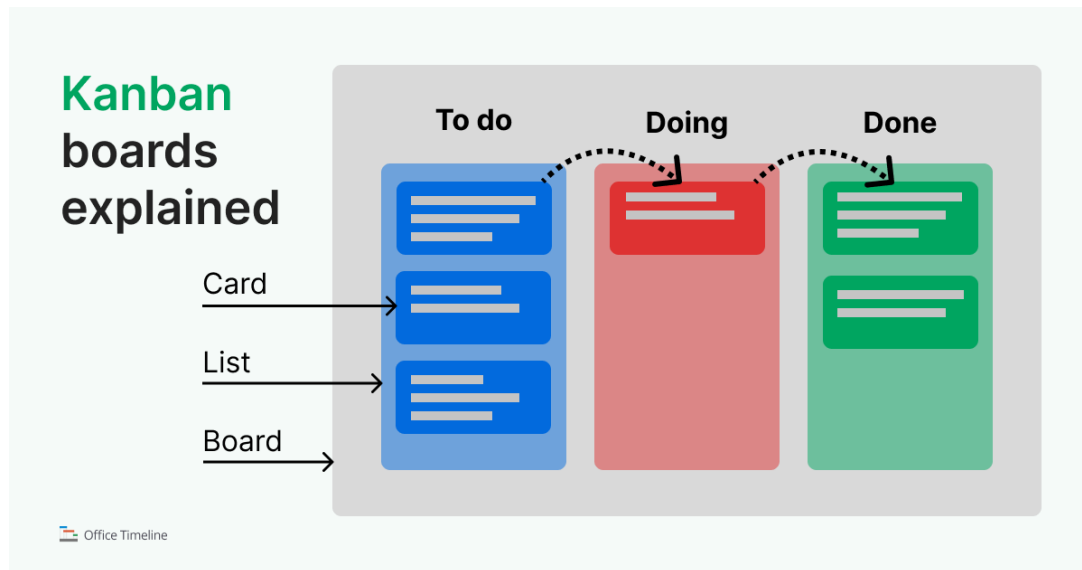 Kanban
boards
explained
To do
Doing
Done
Card
List
Board
Office Timeline